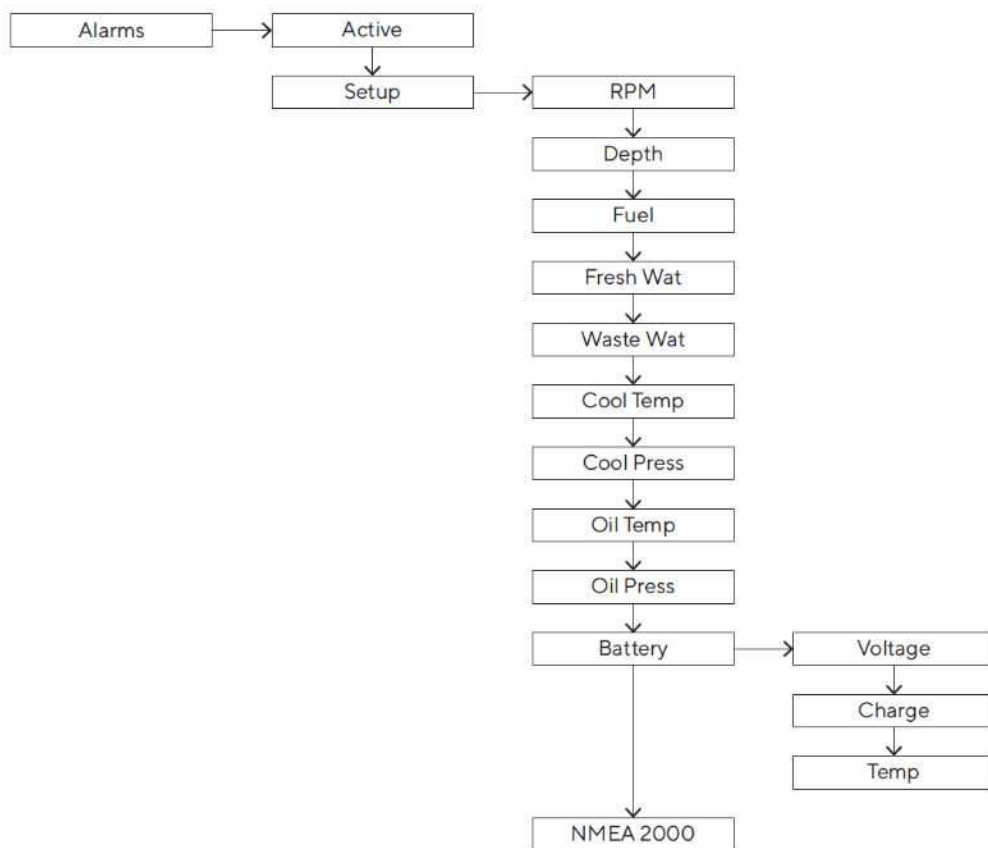 Alarms
Active
Setup
RPM
Depth
Fuel
Fresh Wat
Waste Wat
Cool Temp
Cool Press
Oil Temp
Oil Press
Battery
Voltage
Charge
Temp
NMEA 2000